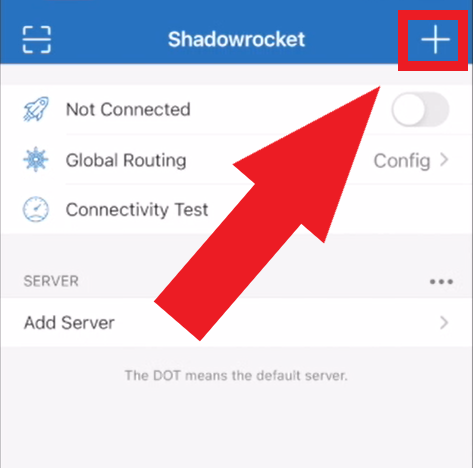 Shadowrocket
Not Connected
Global Routing Config
Connectivity Test
SERVER
Add Server
The DOT means the default server.